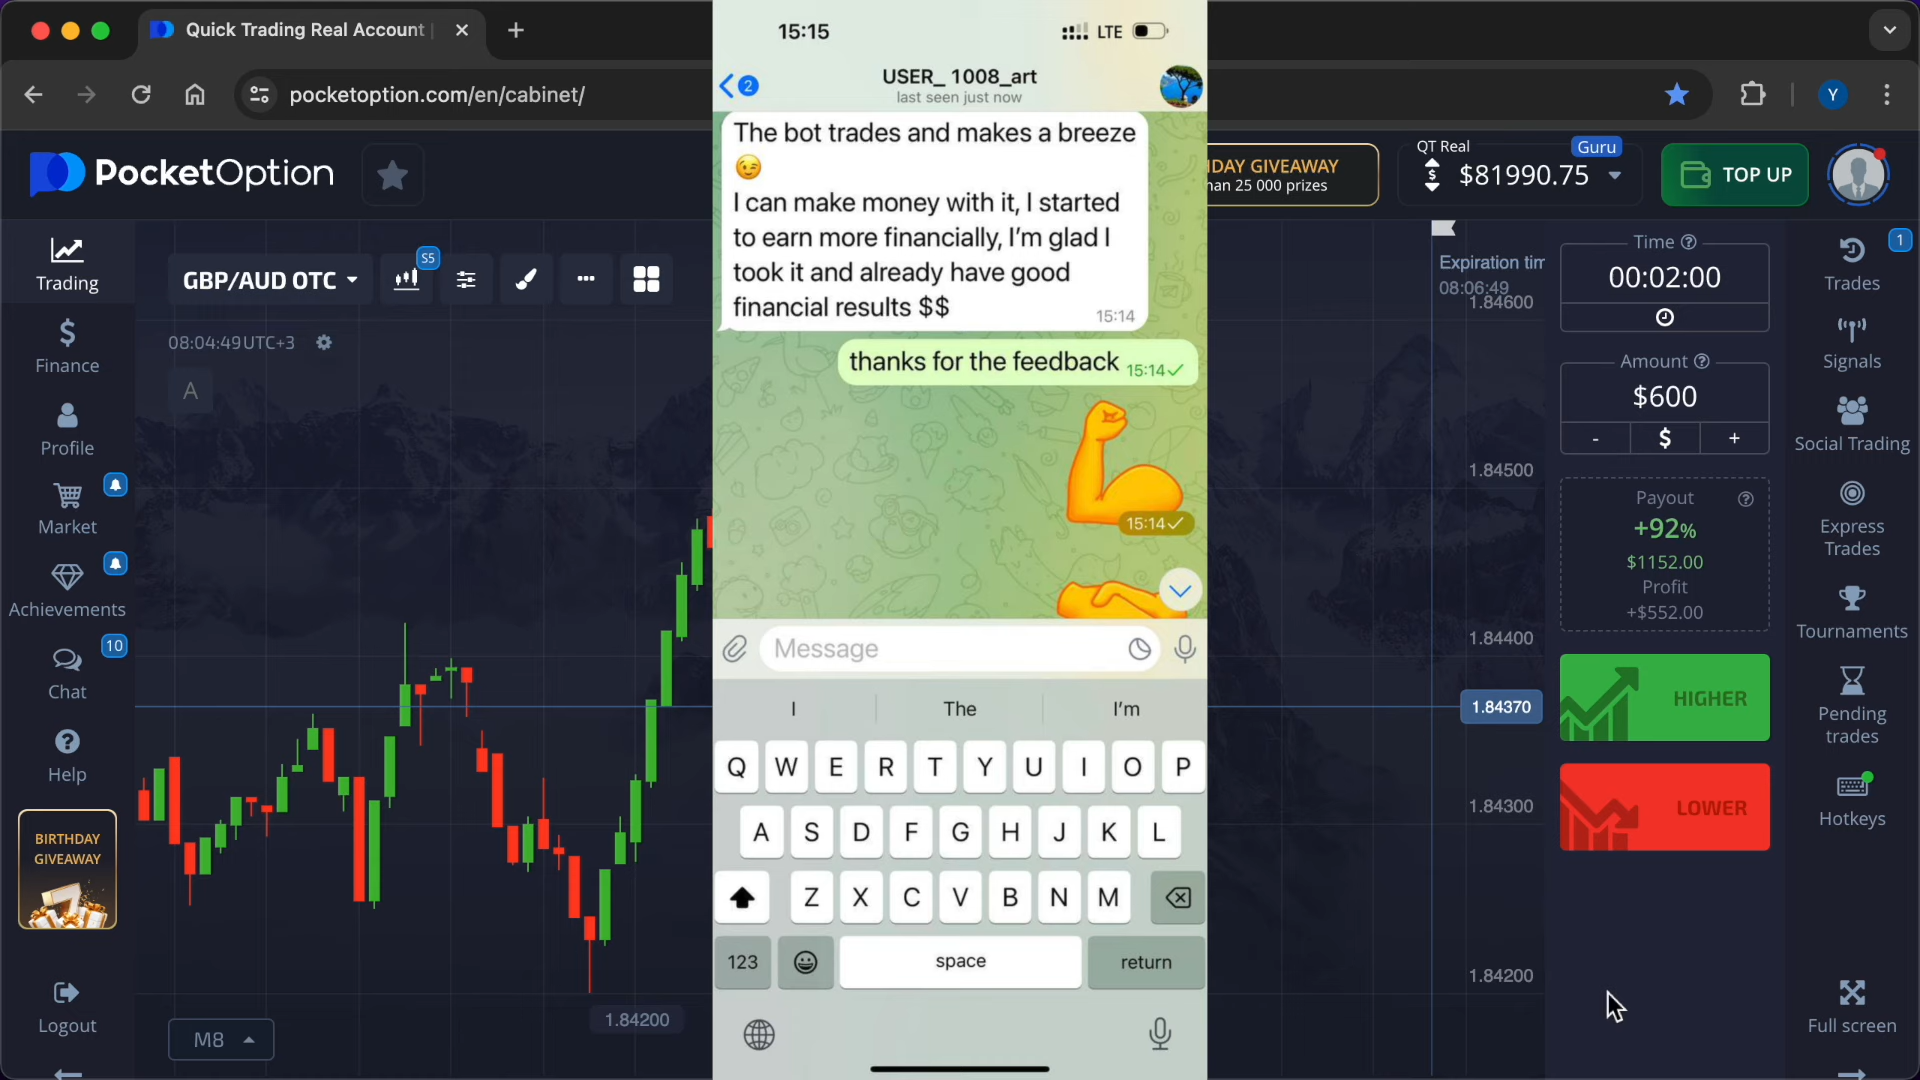 Quick Trading Real Account
pocketoption.com/en/cabinet/
Y
PocketOption
DAY GIVEAWAY
han 25 000 prizes
QT Real
Guru
$81990.75
TOP UP
Trading
Finance
Profile
Market
Achievements
10
Chat
Help
BIRTHDAY
GIVEAWAY
Logout
GBP/AUD OTC
S5
08:04:49UTC+3
A
M8
1.84200
15:15
LTE
2
USER_ 1008_art
last seen just now
The bot trades and makes a breeze
😉
I can make money with it, I started
to earn more financially, I'm glad I
took it and already have good
financial results $$
15:14
thanks for the feedback 15:14
15:14
Message
I The I'm
Q W E R T Y U I O P
A S D F G H J K L
Z X C V B N M
123 space return
Expiration tim
08:06:49
1.84600
1.84500
1.84400
1.84370
1.84300
1.84200
Time
00:02:00
Amount
$600
- $ +
Payout
+92%
$1152.00
Profit
+$552.00
HIGHER
LOWER
1
Trades
Signals
Social Trading
Express
Trades
Tournaments
Pending
trades
Hotkeys
Full screen